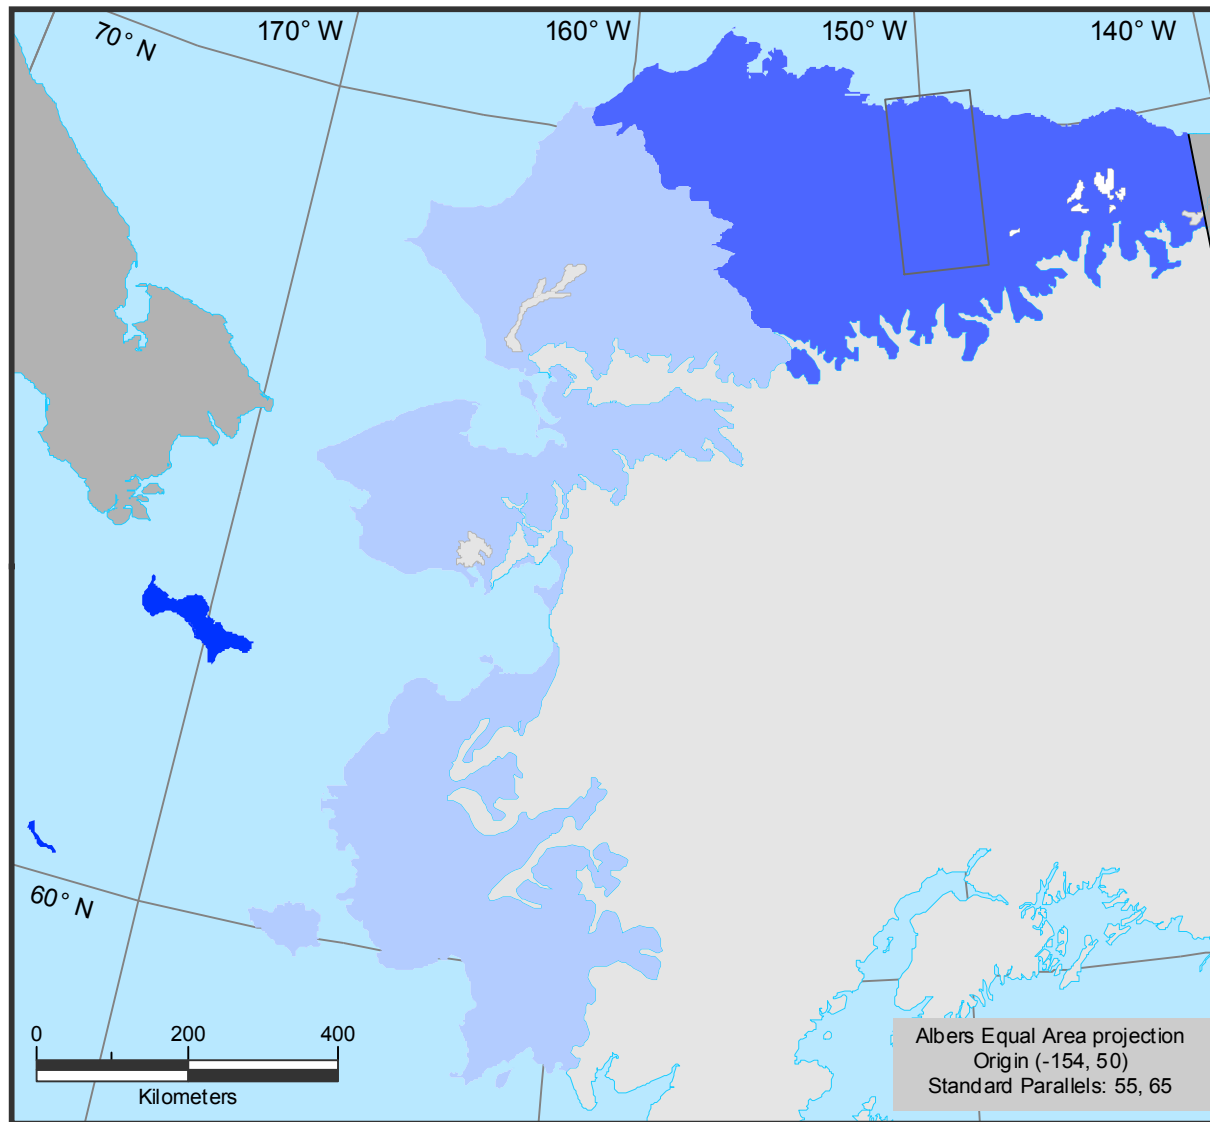 70° N
170° W
160° W
150° W
140° W
60° N
0
200
400
Kilometers
Albers Equal Area projection
Origin (-154, 50)
Standard Parallels: 55, 65